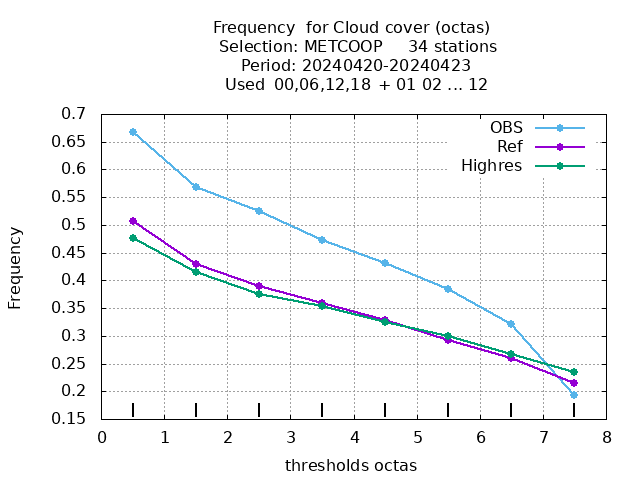 Frequency  for Cloud cover (octas)
Selection: METCOOP     34 stations
Period: 20240420-20240423
Used  00,06,12,18 + 01 02 ... 12
OBS
Ref
Highres
0.7
0.65
0.6
0.55
0.5
0.45
0.4
0.35
0.3
0.25
0.2
0.15
Frequency
0 1 2 3 4 5 6 7 8
thresholds octas